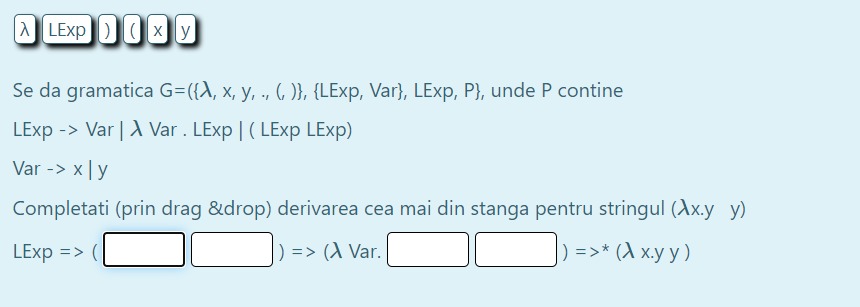 λ LExp ) ( x y
Se da gramatica G=({λ, x, y, ., (, )}, {LExp, Var}, LExp, P}, unde P contine
LExp -> Var | λ Var . LExp | ( LExp LExp)
Var -> x | y
Completati (prin drag &drop) derivarea cea mai din stanga pentru stringul (λx.y y)
LExp => ( ) => (λ Var. ) =>* (λ x.y y )